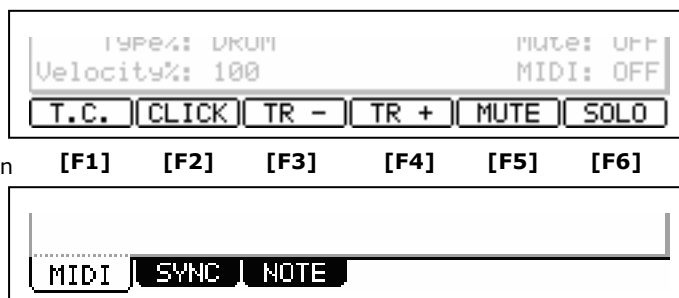 Type%: DRUM Mute: OFF
Velocity%: 100 MIDI: OFF
T.C. CLICK TR - TR + MUTE SOLO
n [F1] [F2] [F3] [F4] [F5] [F6]
MIDI SYNC NOTE